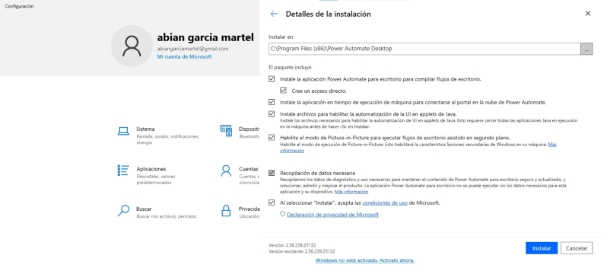 Configuración
abian garcia martel
abiangarciamartel@gmail.com
Mi cuenta de Microsoft
Sistema
Pantalla, sonido, notificaciones,
energía
Dispositi
Bluetooth,
Aplicaciones
Desinstalar, valores
predeterminados
Cuentas
Cuentas, c
Buscar
Buscar mis archivos, permisos
Privacida
Ubicación,
Detalles de la instalación
Instalar en
C:\Program Files (x86)\Power Automate Desktop
...
El paquete incluye
Instale la aplicación Power Automate para escritorio para compilar flujos de escritorio.
Cree un acceso directo.
Instale la aplicación en tiempo de ejecución de máquina para conectarse al portal en la nube de Power Automate.
Instale archivos para habilitar la automatización de la UI en applets de Java.
Instale los archivos necesarios para habilitar la automatización de la UI en applets de Java. Esto requiere cerrar todas las aplicaciones Java en ejecución en la máquina antes de hacer clic en Instalar.
Habilite el modo de Picture-in-Picture para ejecutar flujos de escritorio asistido en segundo plano.
Habilite el modo de ejecución de Picture-in-Picture. Esto habilitará la característica Sesiones secundarias de Windows en su máquina. Más
información
Recopilación de datos necesaria
Recopilamos los datos de diagnóstico y uso necesarios para mantener el contenido de Power Automate para escritorio seguro y actualizado, y
solucionar, admitir y mejorar el producto. La aplicación Power Automate para escritorio no se puede ejecutar sin los datos necesarios para esta
aplicación y su dispositivo. Más información
Al seleccionar "Instalar", acepta las condiciones de uso de Microsoft.
Declaración de privacidad de Microsoft
Versión: 2.56.239.25132
Versión existente: 2.56.239.25132
Instalar
Cancelar
Windows no está activado. Actívelo ahora.